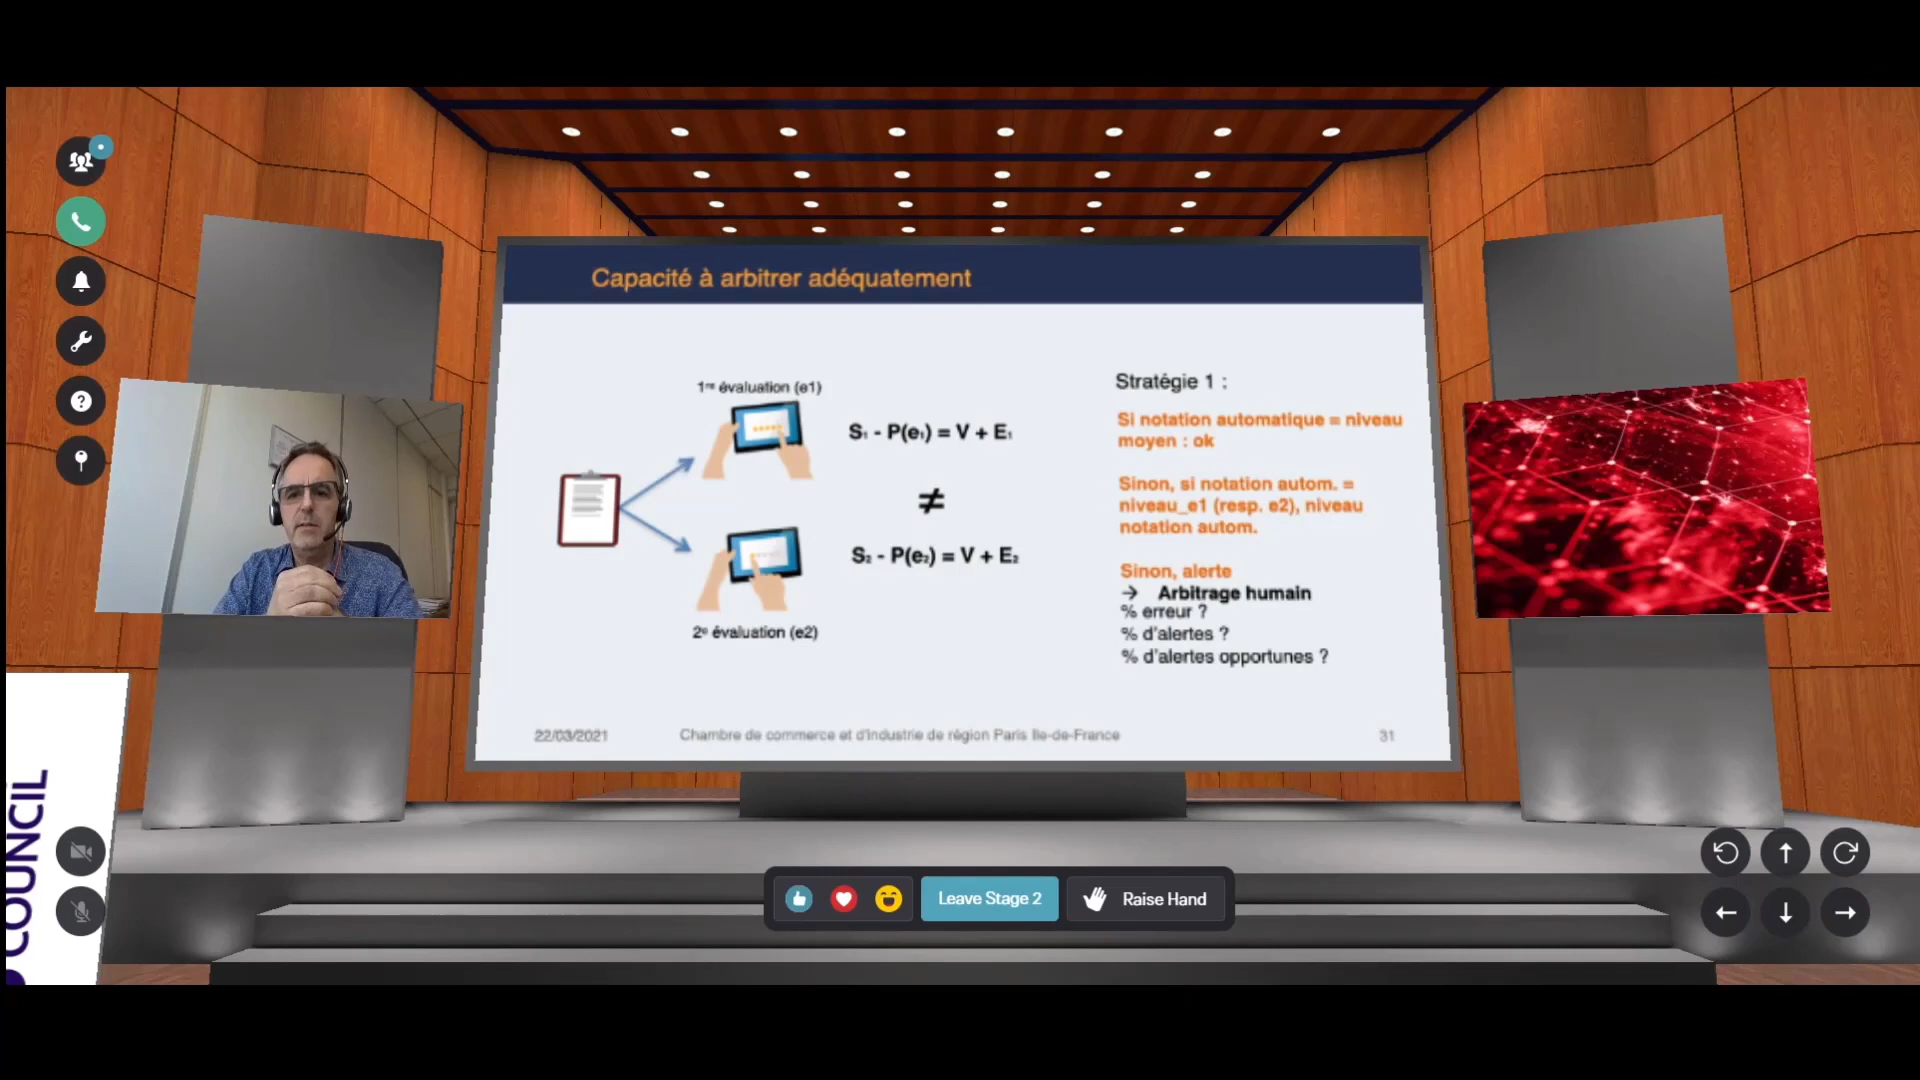 Capacité à arbitrer adéquatement
1re évaluation (e1)
S1 - P(e1) = V + E1
≠
S2 - P(e2) = V + E2
2e évaluation (e2)
Stratégie 1 :
Si notation automatique = niveau
moyen : ok
Sinon, si notation autom. =
niveau_e1 (resp. e2), niveau
notation autom.
Sinon, alerte
→ Arbitrage humain
% erreur ?
% d'alertes ?
% d'alertes opportunes ?
22/03/2021
Chambre de commerce et d'industrie de région Paris Ile-de-France
31
COUNCIL
Leave Stage 2
Raise Hand